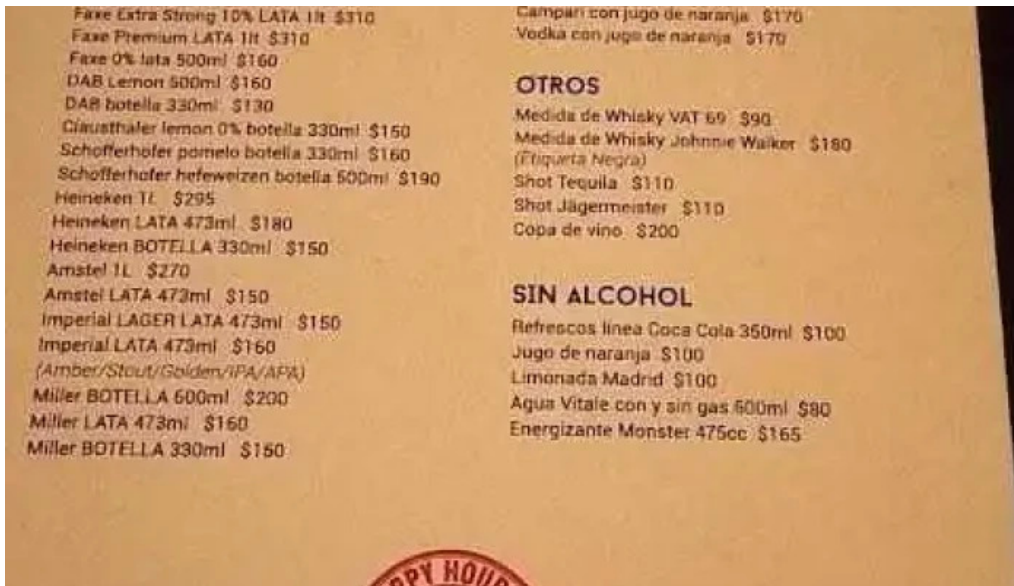 Faxe Extra Strong 10% LATA 1lt $310
Faxe Premium LATA 1lt $310
Faxe 0% lata 500ml $160
DAB Lemon 500ml $160
DAB botella 330ml $130
Clausthaler lemon 0% botella 330ml $150
Schofferhofer pomelo botella 330ml $160
Schofferhofer hefeweizen botella 500ml $190
Heineken 1L $295
Heineken LATA 473ml $180
Heineken BOTELLA 330ml $150
Amstel 1L $270
Amstel LATA 473ml $150
Imperial LAGER LATA 473ml $150
Imperial LATA 473ml $160
(Amber/Stout/Golden/IPA/APA)
Miller BOTELLA 600ml $200
Miller LATA 473ml $160
Miller BOTELLA 330ml $150
Campari con jugo de naranja $170
Vodka con jugo de naranja $170
OTROS
Medida de Whisky VAT 69 $90
Medida de Whisky Johnnie Walker $180
(Etiqueta Negra)
Shot Tequila $110
Shot Jägermeister $110
Copa de vino $200
SIN ALCOHOL
Refrescos línea Coca Cola 350ml $100
Jugo de naranja $100
Limonada Madrid $100
Agua Vitale con y sin gas 600ml $80
Energizante Monster 475cc $165